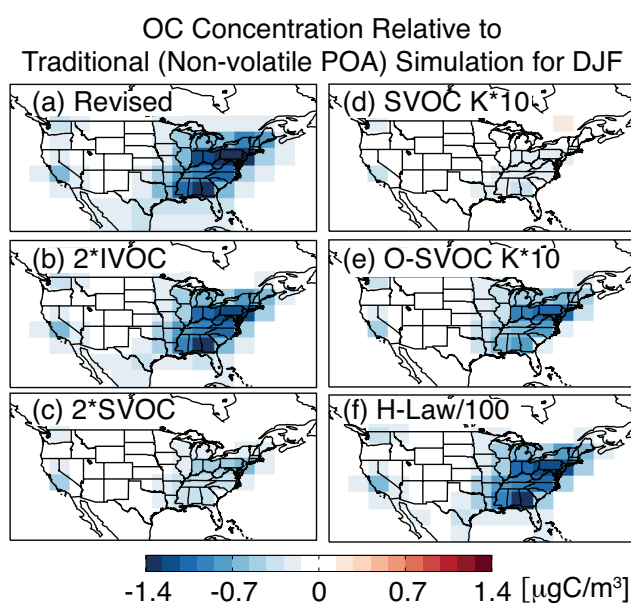 OC Concentration Relative to
Traditional (Non-volatile POA) Simulation for DJF
(a) Revised
(d) SVOC K*10
(b) 2*IVOC
(e) O-SVOC K*10
(c) 2*SVOC
(f) H-Law/100
-1.4 -0.7 0 0.7 1.4 [μgC/m³]